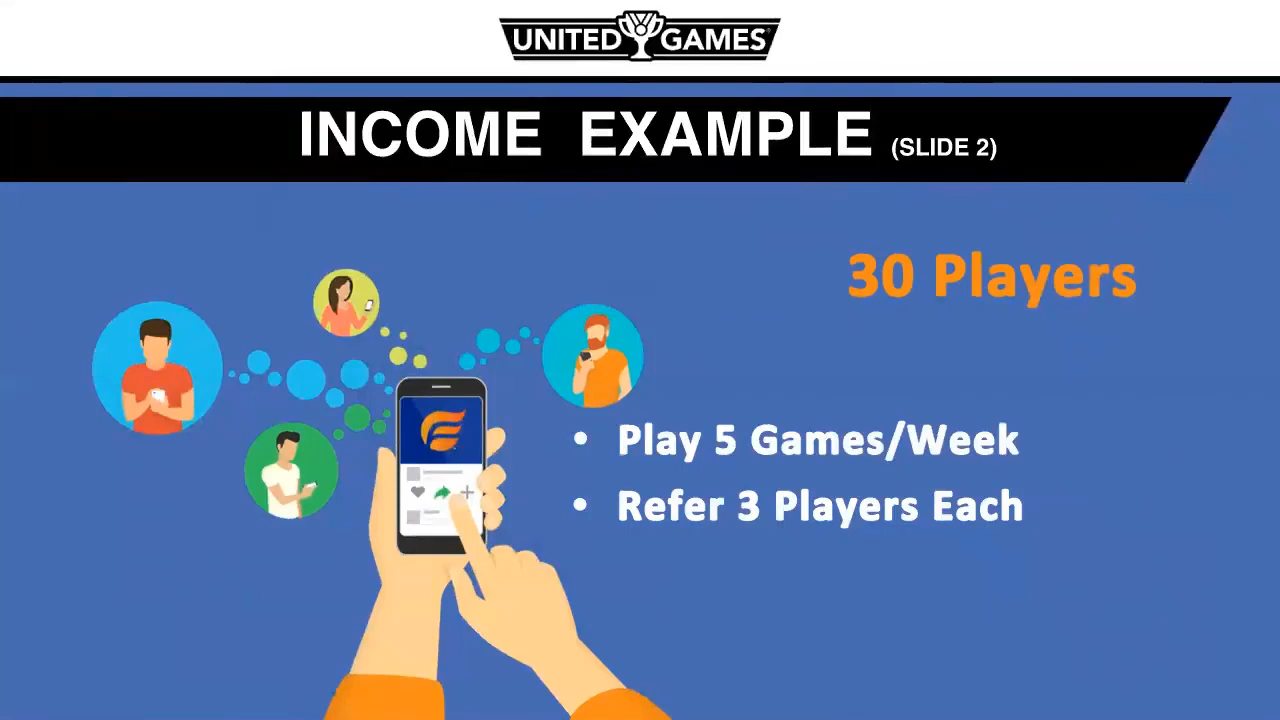 UNITED GAMES
INCOME EXAMPLE (SLIDE 2)
30 Players
• Play 5 Games/Week
• Refer 3 Players Each